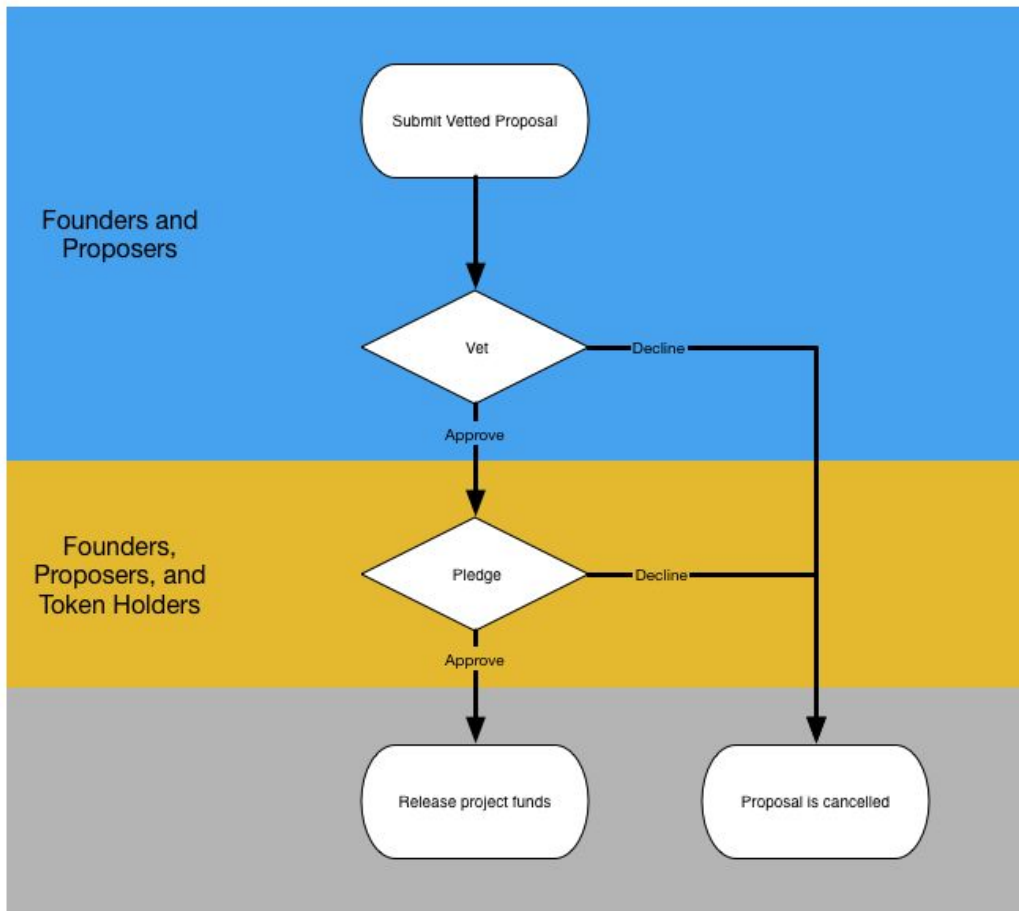 Submit Vetted Proposal
Founders and
Proposers
Vet
Decline
Approve
Founders,
Proposers, and
Token Holders
Pledge
Decline
Approve
Release project funds
Proposal is cancelled